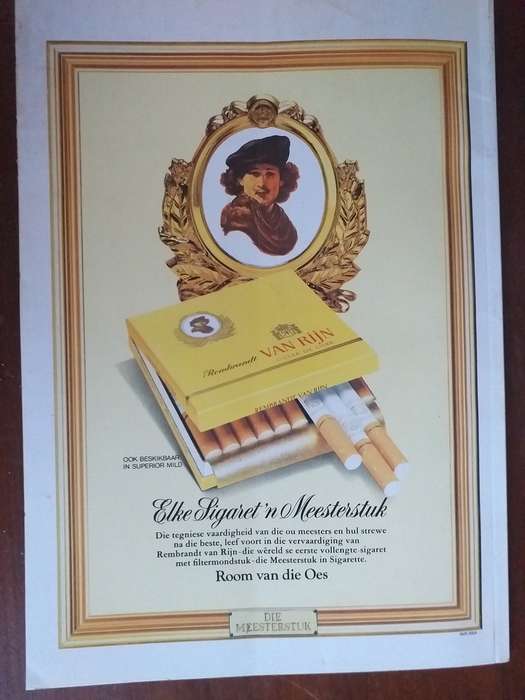 Rembrandt VAN RIJN
REMBRANDT VAN RIJN
OOK BESKIKBAAR
IN SUPERIOR MILD
Elke Sigaret 'n Meesterstuk
Die tegniese vaardigheid van die ou meesters en hul strewe
na die beste, leef voort in die vervaardiging van
Rembrandt van Rijn-die wêreld se eerste vollengte-sigaret
met filtermondstuk-die Meesterstuk in Sigarette.
Room van die Oes
DIE
MEESTERSTUK